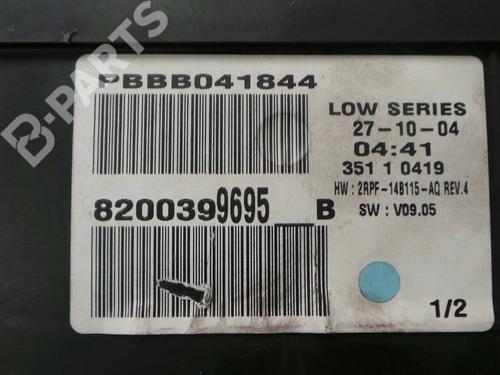 B-PARTS
PBBB041844
LOW SERIES
27-10-04
04:41
351 1 0419
HW : 2RPF-14B115-AQ REV.4
SW : V09.05
8200399695__B
1/2